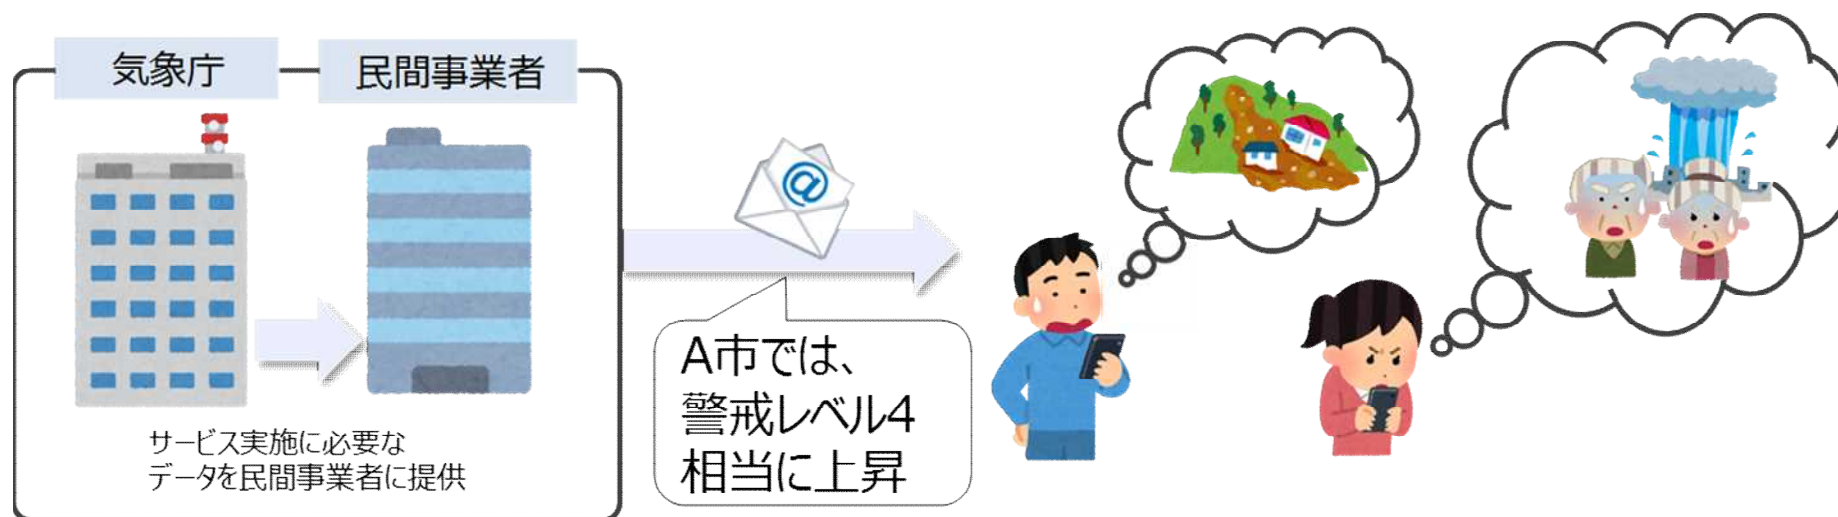 気象庁
民間事業者
サービス実施に必要な
データを民間事業者に提供
@
A市では、
警戒レベル4
相当に上昇